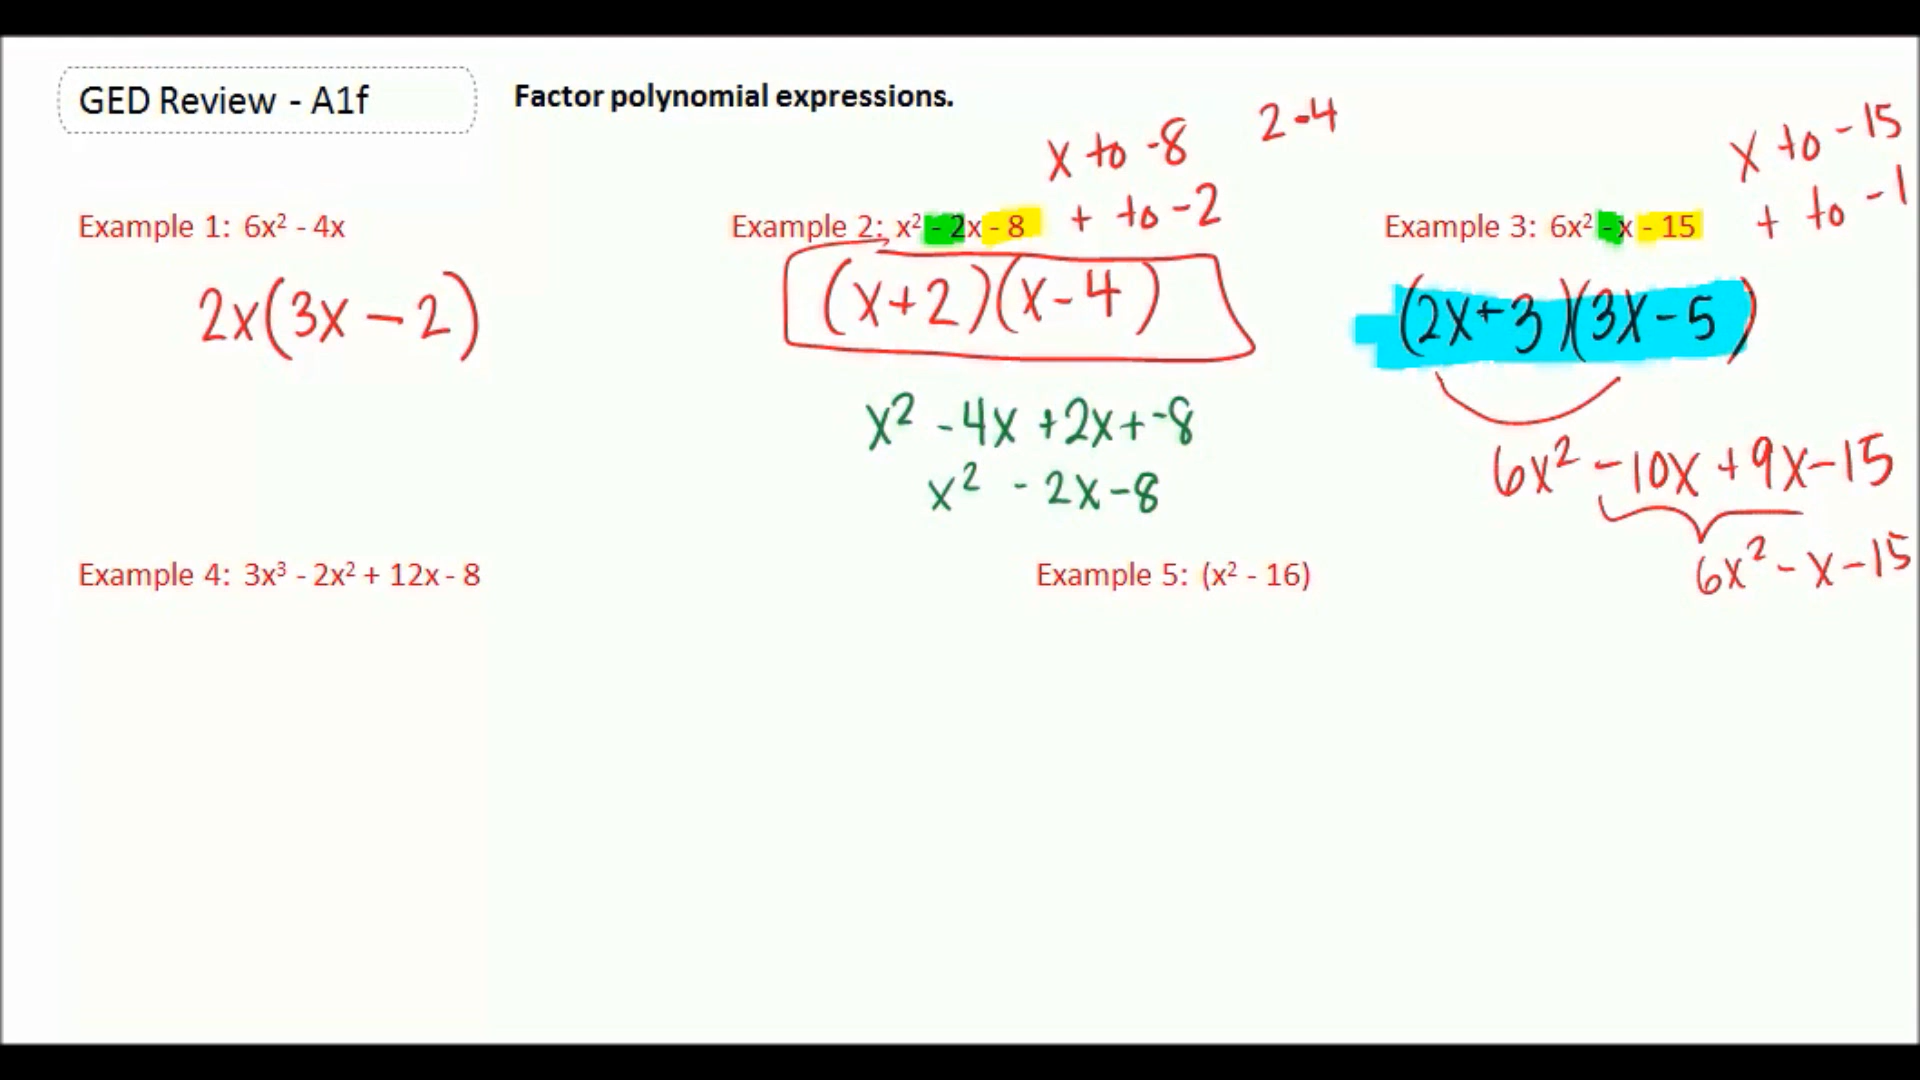 GED Review - A1f
Factor polynomial expressions.
x to -8
2 -4
+ to -2
x to -15
+ to -1
Example 1: 6x² - 4x
2x(3x - 2)
Example 2: x² - 2x - 8
(x+2)(x-4)
x² -4x +2x+-8
x² - 2x-8
Example 3: 6x² - x - 15
(2x+3)(3x-5)
6x² -10x +9x-15
6x² - x -15
Example 4: 3x³ - 2x² + 12x - 8
Example 5: (x² - 16)